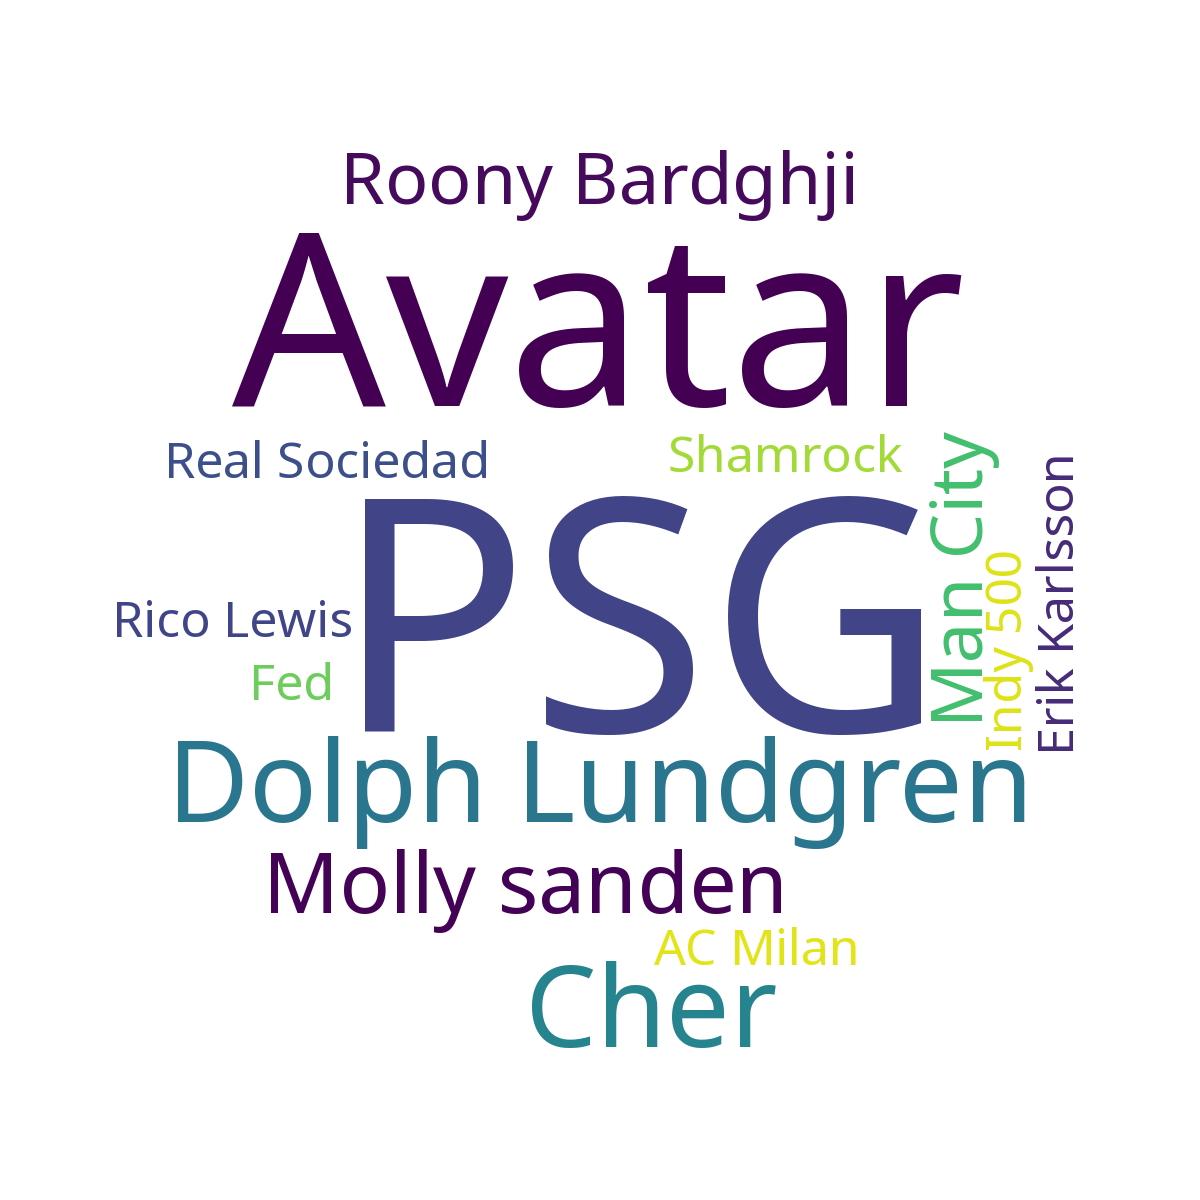 Roony Bardghji
Avatar
Real Sociedad
Shamrock
PSG
Man City
Indy 500
Erik Karlsson
Rico Lewis
Fed
Dolph Lundgren
Molly sanden
AC Milan
Cher